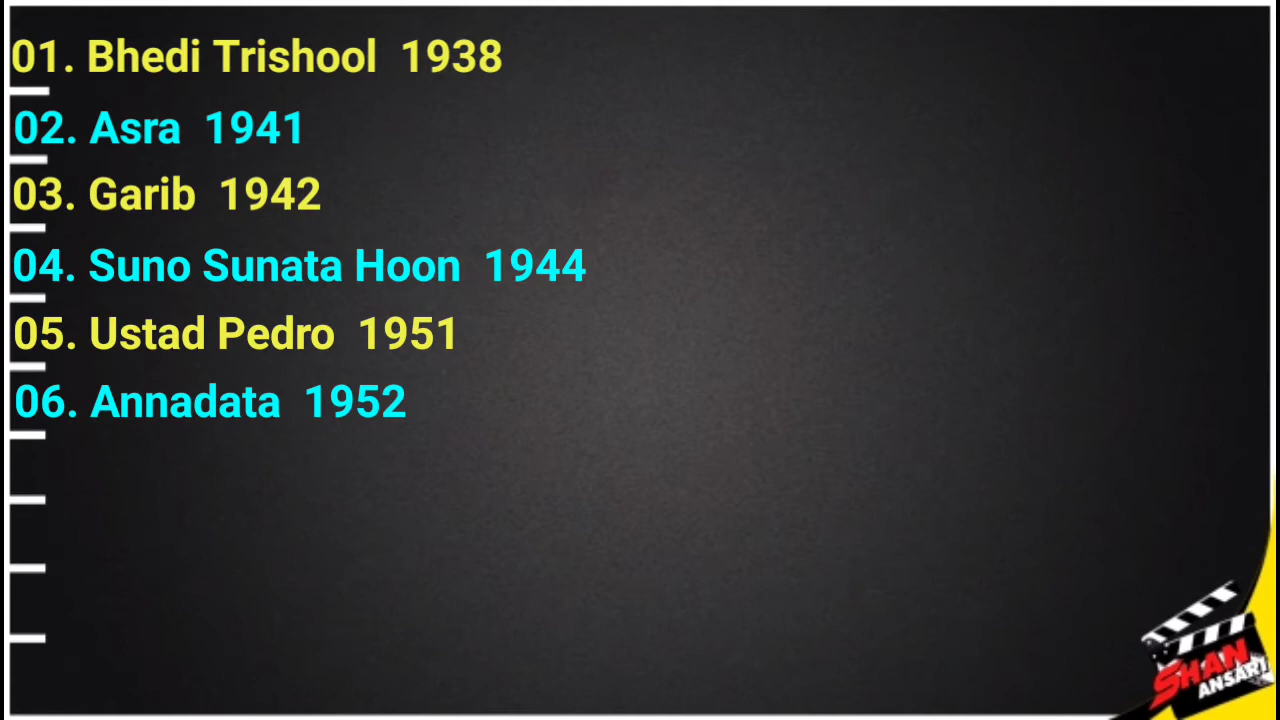 01. Bhedi Trishool 1938
02. Asra 1941
03. Garib 1942
04. Suno Sunata Hoon 1944
05. Ustad Pedro 1951
06. Annadata 1952
SHAN
ANSARI